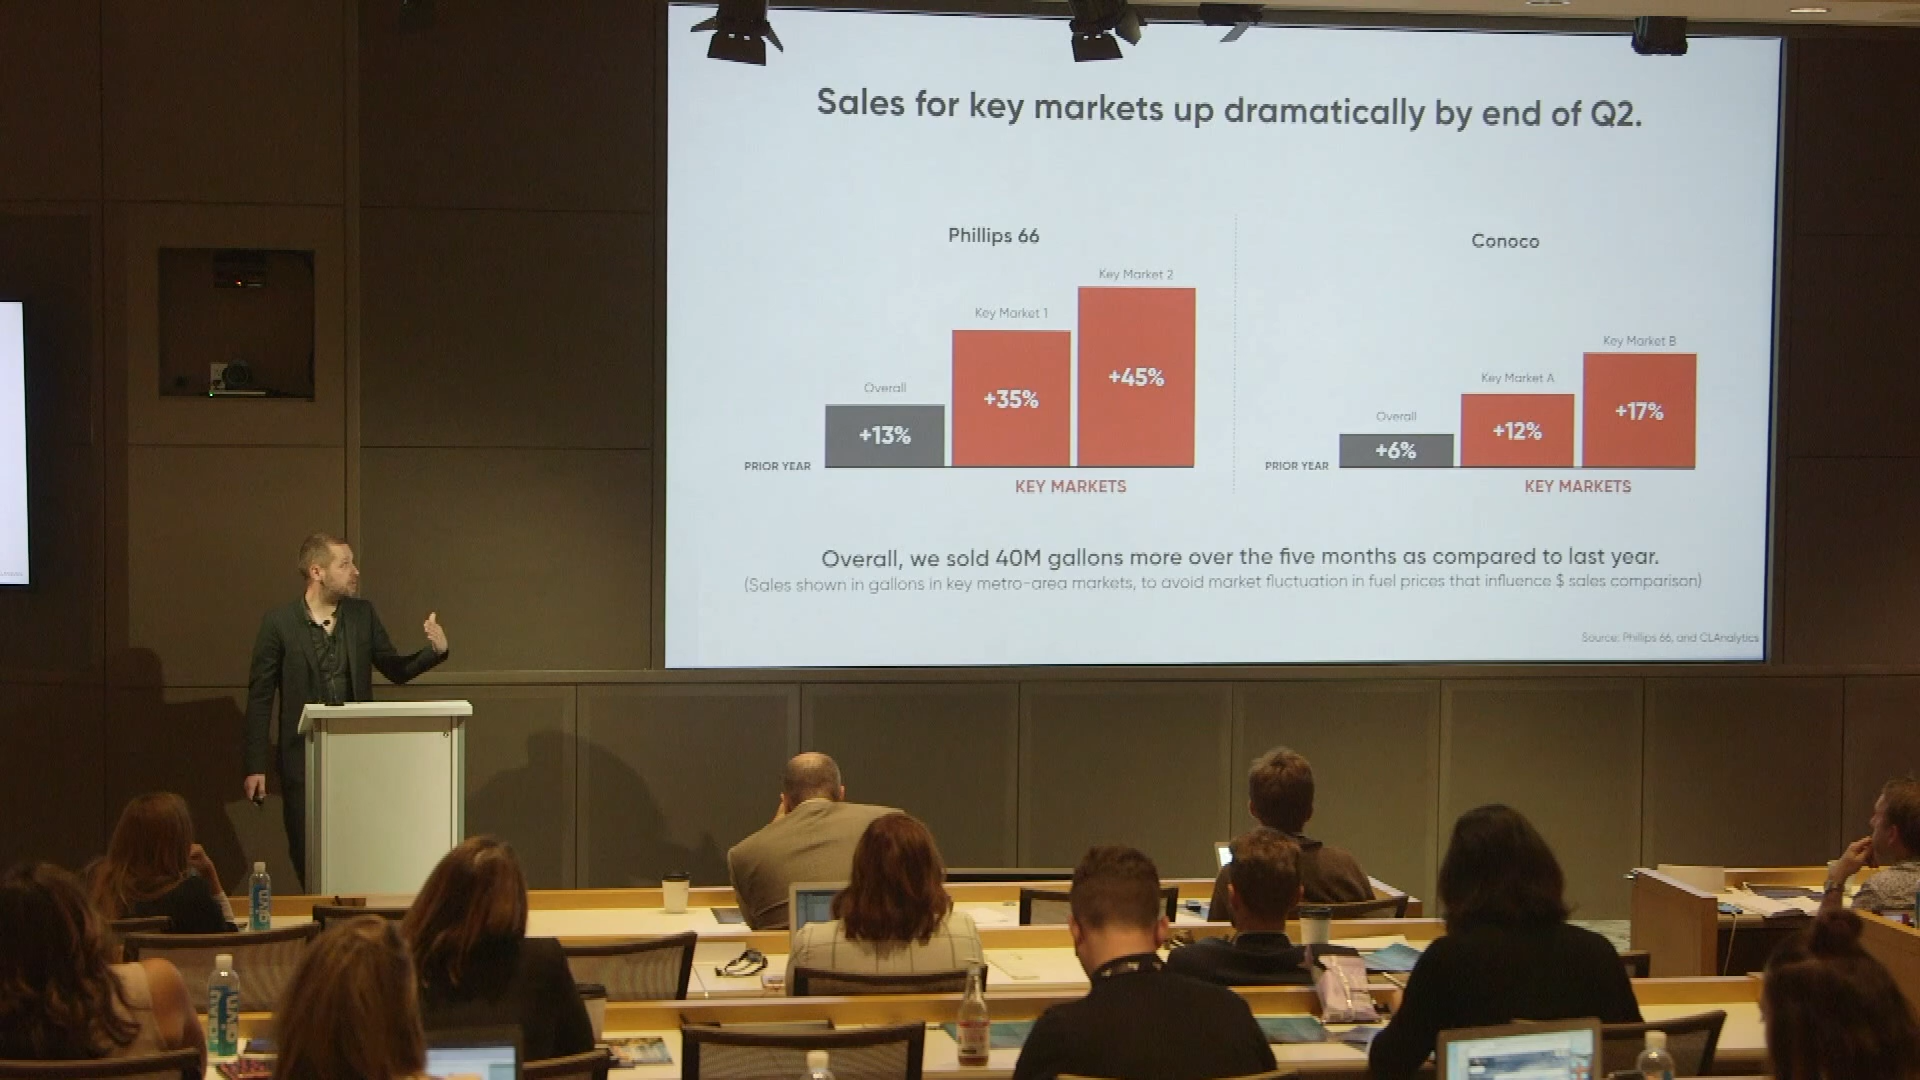 Sales for key markets up dramatically by end of Q2.
Phillips 66
Conoco
Key Market 2
Key Market 1
Overall
+45%
+35%
+13%
PRIOR YEAR
KEY MARKETS
Key Market B
Key Market A
Overall
+17%
+12%
+6%
PRIOR YEAR
KEY MARKETS
Overall, we sold 40M gallons more over the five months as compared to last year.
(Sales shown in gallons in key metro-area markets, to avoid market fluctuation in fuel prices that influence $ sales comparison)
Source: Phillips 66, and CLAnalytics